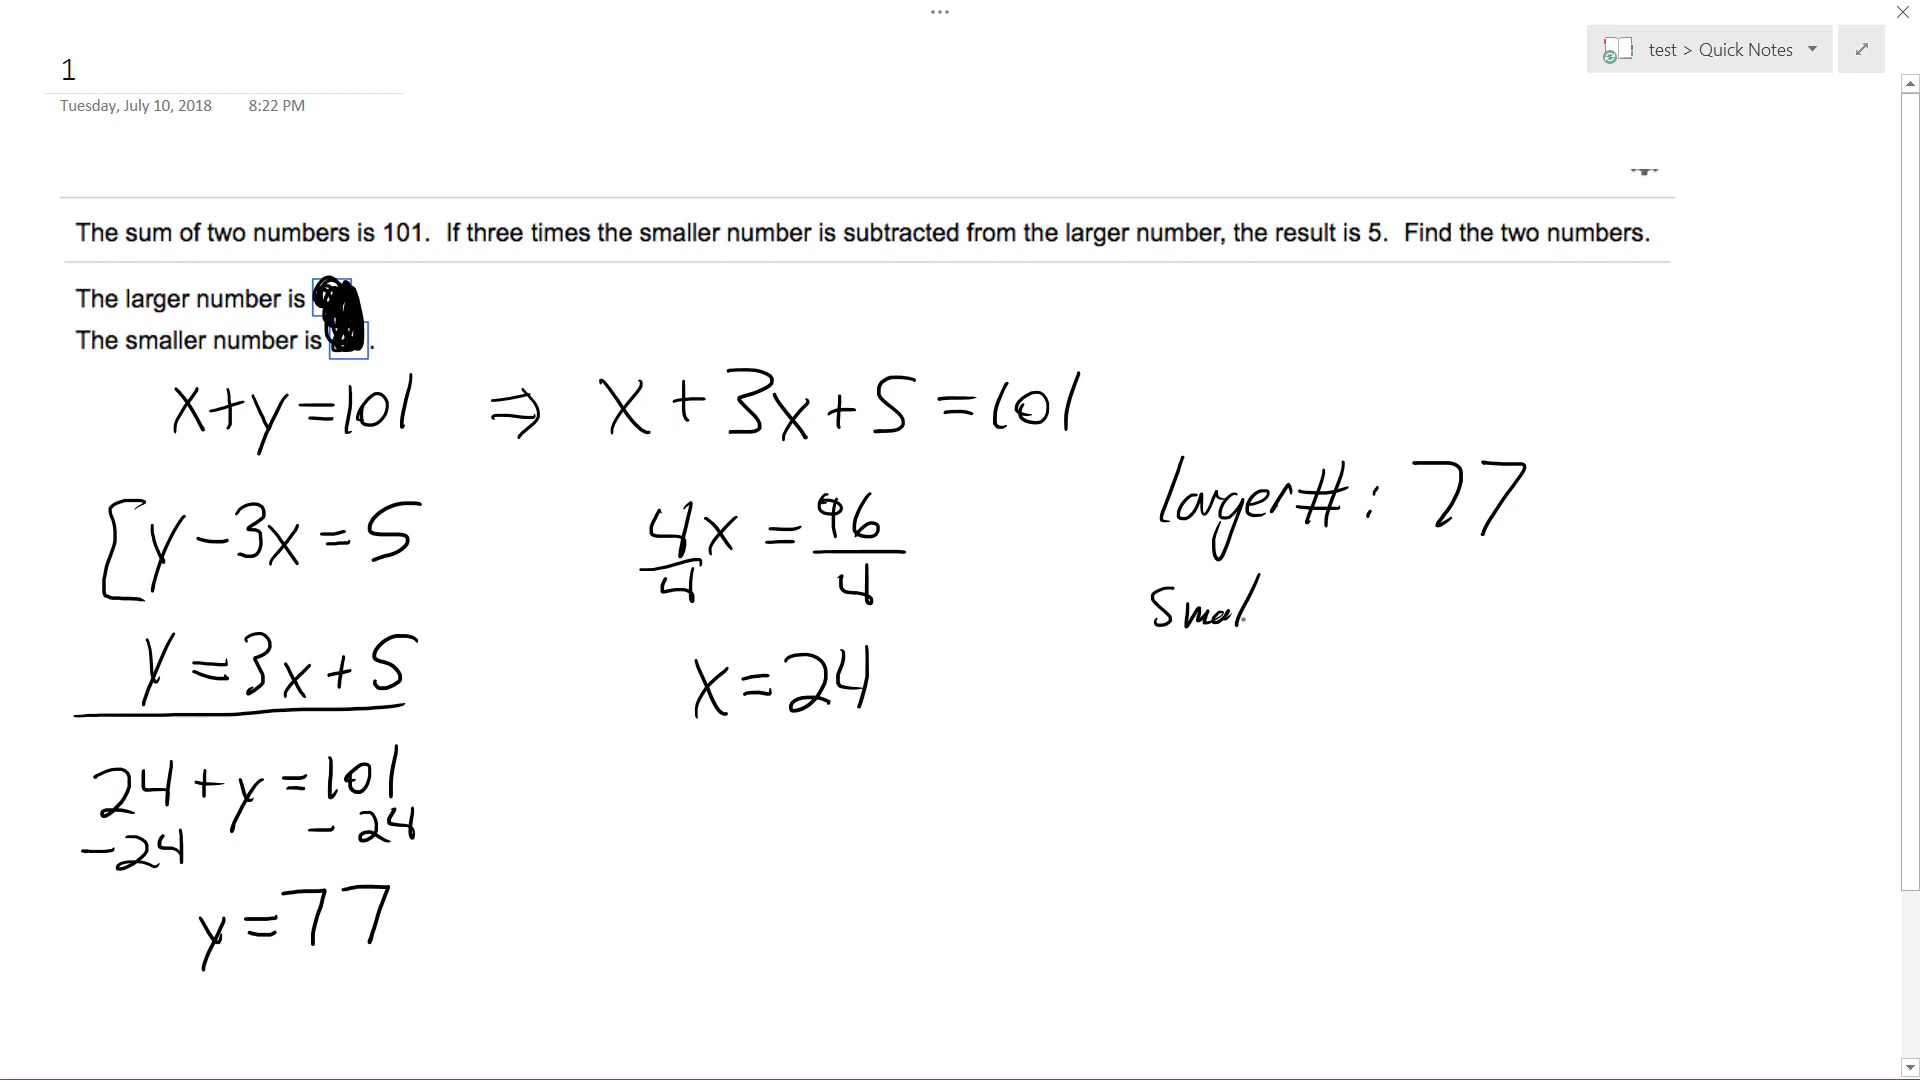 test > Quick Notes
1
Tuesday, July 10, 2018 8:22 PM
The sum of two numbers is 101. If three times the smaller number is subtracted from the larger number, the result is 5. Find the two numbers.
The larger number is
The smaller number is .
x+y=101 ⇒ x+3x+5=101
[y-3x=5
4x/4=96/4
larger#: 77
smal
y=3x+5
x=24
24+y=101
-24 -24
y=77